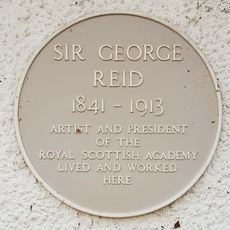 SIR GEORGE
REID
1841 - 1913
ARTIST AND PRESIDENT
OF THE
ROYAL SCOTTISH ACADEMY
LIVED AND WORKED
HERE